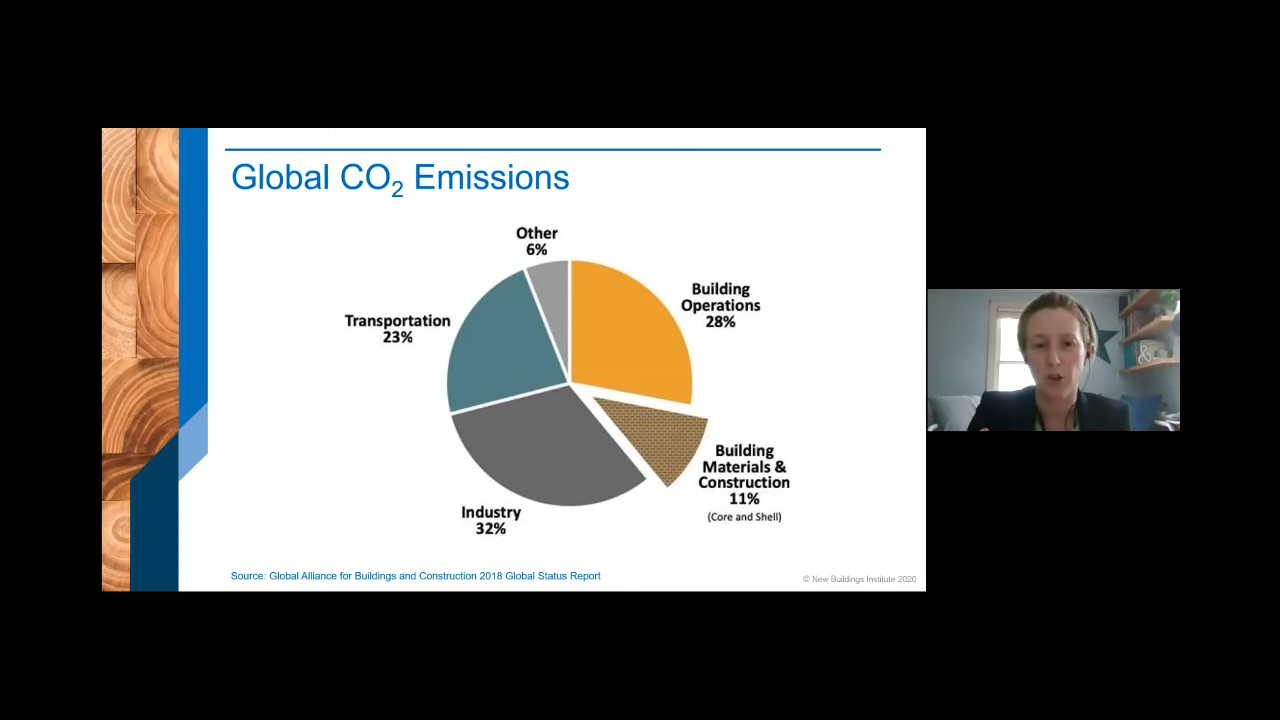 Global CO₂ Emissions
Other
6%
Building
Operations
28%
Transportation
23%
Building
Materials &
Construction
11%
(Core and Shell)
Industry
32%
Source: Global Alliance for Buildings and Construction 2018 Global Status Report
© New Buildings Institute 2020
&